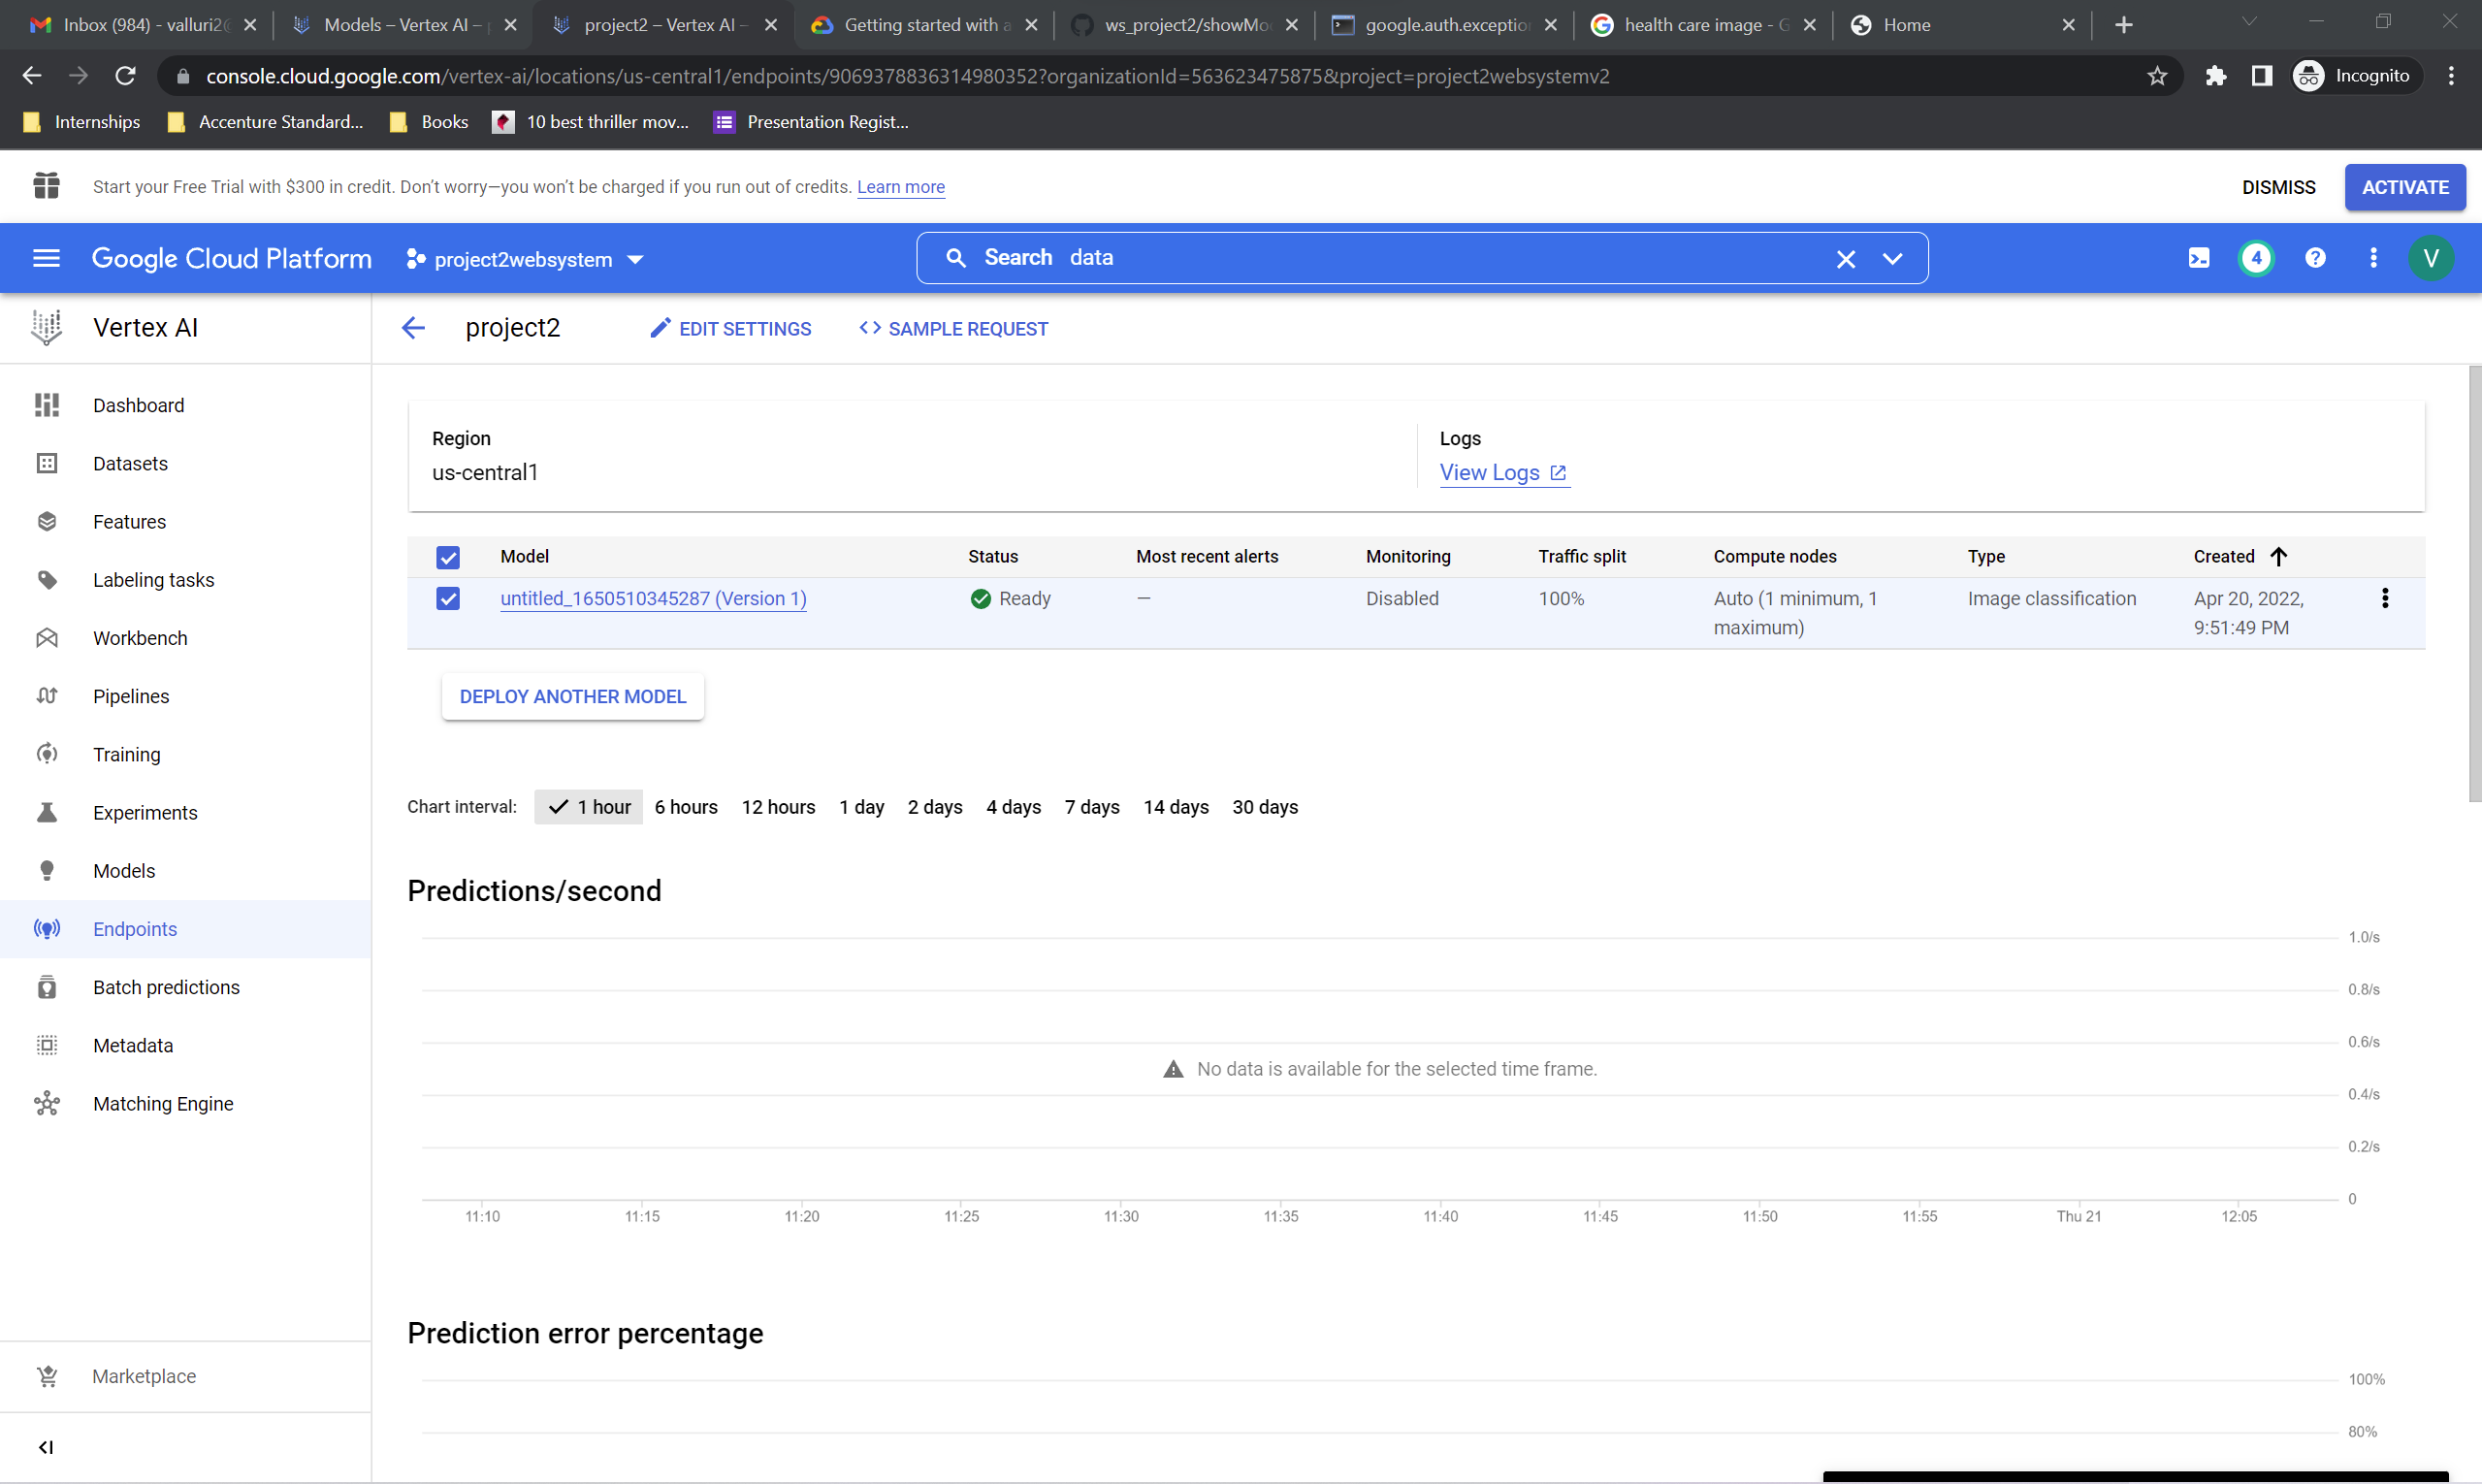 Inbox (984) - valluri2@
Models – Vertex AI –
project2 – Vertex AI –
Getting started with a
ws_project2/showMo
google.auth.exception
health care image - G
Home
console.cloud.google.com/vertex-ai/locations/us-central1/endpoints/9069378836314980352?organizationId=563623475875&project=project2websystemv2
Incognito
Internships
Accenture Standard...
Books
10 best thriller mov...
Presentation Regist...
Start your Free Trial with $300 in credit. Don't worry—you won't be charged if you run out of credits. Learn more
DISMISS
ACTIVATE
Google Cloud Platform
project2websystem
Search data
4
?
V
Vertex AI
project2
EDIT SETTINGS
SAMPLE REQUEST
Dashboard
Datasets
Features
Labeling tasks
Workbench
Pipelines
Training
Experiments
Models
Endpoints
Batch predictions
Metadata
Matching Engine
Marketplace
Region
us-central1
Logs
View Logs
Model Status Most recent alerts Monitoring Traffic split Compute nodes Type Created
untitled_1650510345287 (Version 1) Ready — Disabled 100% Auto (1 minimum, 1 maximum) Image classification Apr 20, 2022, 9:51:49 PM
DEPLOY ANOTHER MODEL
Chart interval: 1 hour 6 hours 12 hours 1 day 2 days 4 days 7 days 14 days 30 days
Predictions/second
1.0/s
0.8/s
0.6/s
No data is available for the selected time frame.
0.4/s
0.2/s
0
11:10 11:15 11:20 11:25 11:30 11:35 11:40 11:45 11:50 11:55 Thu 21 12:05
Prediction error percentage
100%
80%